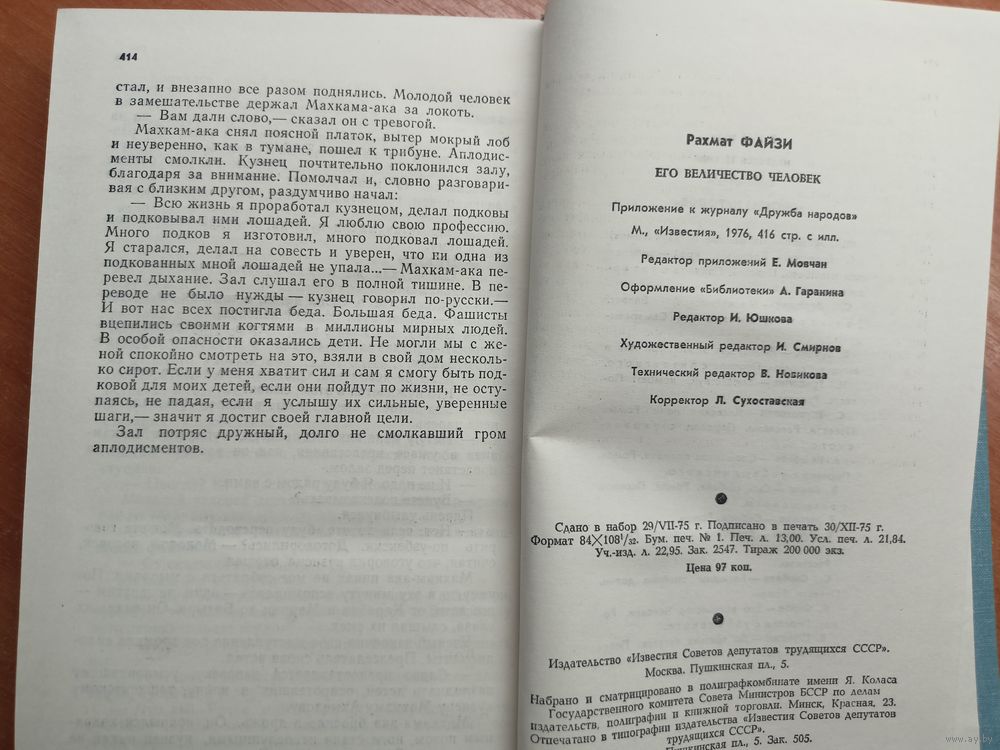 414
стал, и внезапно все разом поднялись. Молодой человек
в замешательстве держал Махкама-ака за локоть.
— Вам дали слово,— сказал он с тревогой.
Махкам-ака снял поясной платок, вытер мокрый лоб
и неуверенно, как в тумане, пошел к трибуне. Аплодис-
менты смолкли. Кузнец почтительно поклонился залу,
благодаря за внимание. Помолчал и, словно разговари-
вая с близким другом, раздумчиво начал:
— Всю жизнь я проработал кузнецом, делал подковы
и подковывал ими лошадей. Я люблю свою профессию.
Много подков я изготовил, много подковал лошадей.
Я старался, делал на совесть и уверен, что ни одна из
подкованных мной лошадей не упала...— Махкам-ака пе-
ревел дыхание. Зал слушал его в полной тишине. В пе-
реводе не было нужды — кузнец говорил по-русски.—
И вот нас всех постигла беда. Большая беда. Фашисты
вцепились своими когтями в миллионы мирных людей.
В особой опасности оказались дети. Не могли мы с же-
ной спокойно смотреть на это, взяли в свой дом несколь-
ко сирот. Если у меня хватит сил и сам я смогу быть под-
ковой для моих детей, если они пойдут по жизни, не осту-
паясь, не падая, если я услышу их сильные, уверенные
шаги,— значит я достиг своей главной цели.
Зал потряс дружный, долго не смолкавший гром
аплодисментов.
Рахмат ФАЙЗИ
ЕГО ВЕЛИЧЕСТВО ЧЕЛОВЕК
Приложение к журналу «Дружба народов»
М., «Известия», 1976, 416 стр. с илл.
Редактор приложений Е. Мовчан
Оформление «Библиотеки» А. Гаранина
Редактор И. Юшкова
Художественный редактор И. Смирнов
Технический редактор В. Новикова
Корректор Л. Сухоставская
Сдано в набор 29/VII-75 г. Подписано в печать 30/XII-75 г.
Формат 84×108¹/₃₂. Бум. печ. № 1. Печ. л. 13,00. Усл. печ. л. 21,84.
Уч.-изд. л. 22,95. Зак. 2547. Тираж 200 000 экз.
Цена 97 коп.
Издательство «Известия Советов депутатов трудящихся СССР».
Москва. Пушкинская пл., 5.
Набрано и сматрицировано в полиграфкомбинате имени Я. Коласа
Государственного комитета Совета Министров БССР по делам
издательств, полиграфии и книжной торговли. Минск, Красная, 23.
Отпечатано в типографии издательства «Известия Советов депутатов
трудящихся СССР».
Пушкинская пл., 5. Зак. 505.
www.ay.by